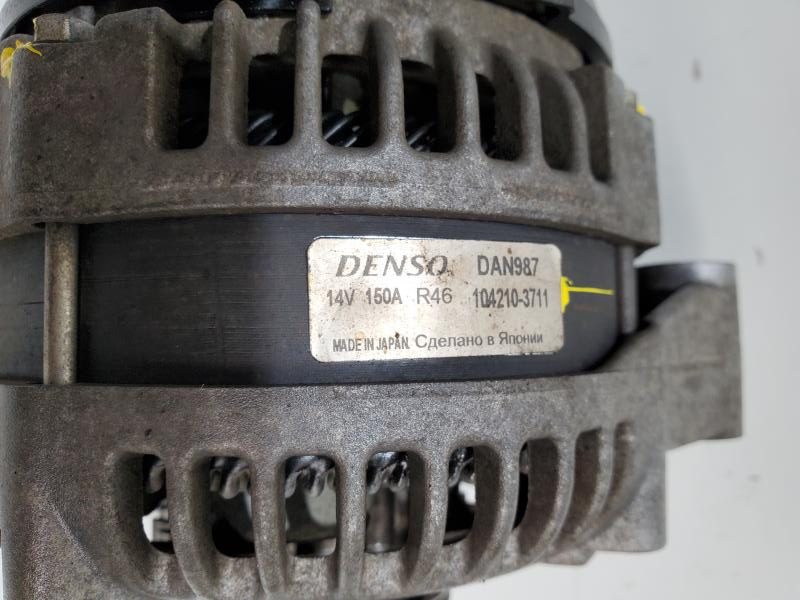 DENSO DAN987
14V 150A R46 104210-3711
MADE IN JAPAN. Сделано в Японии